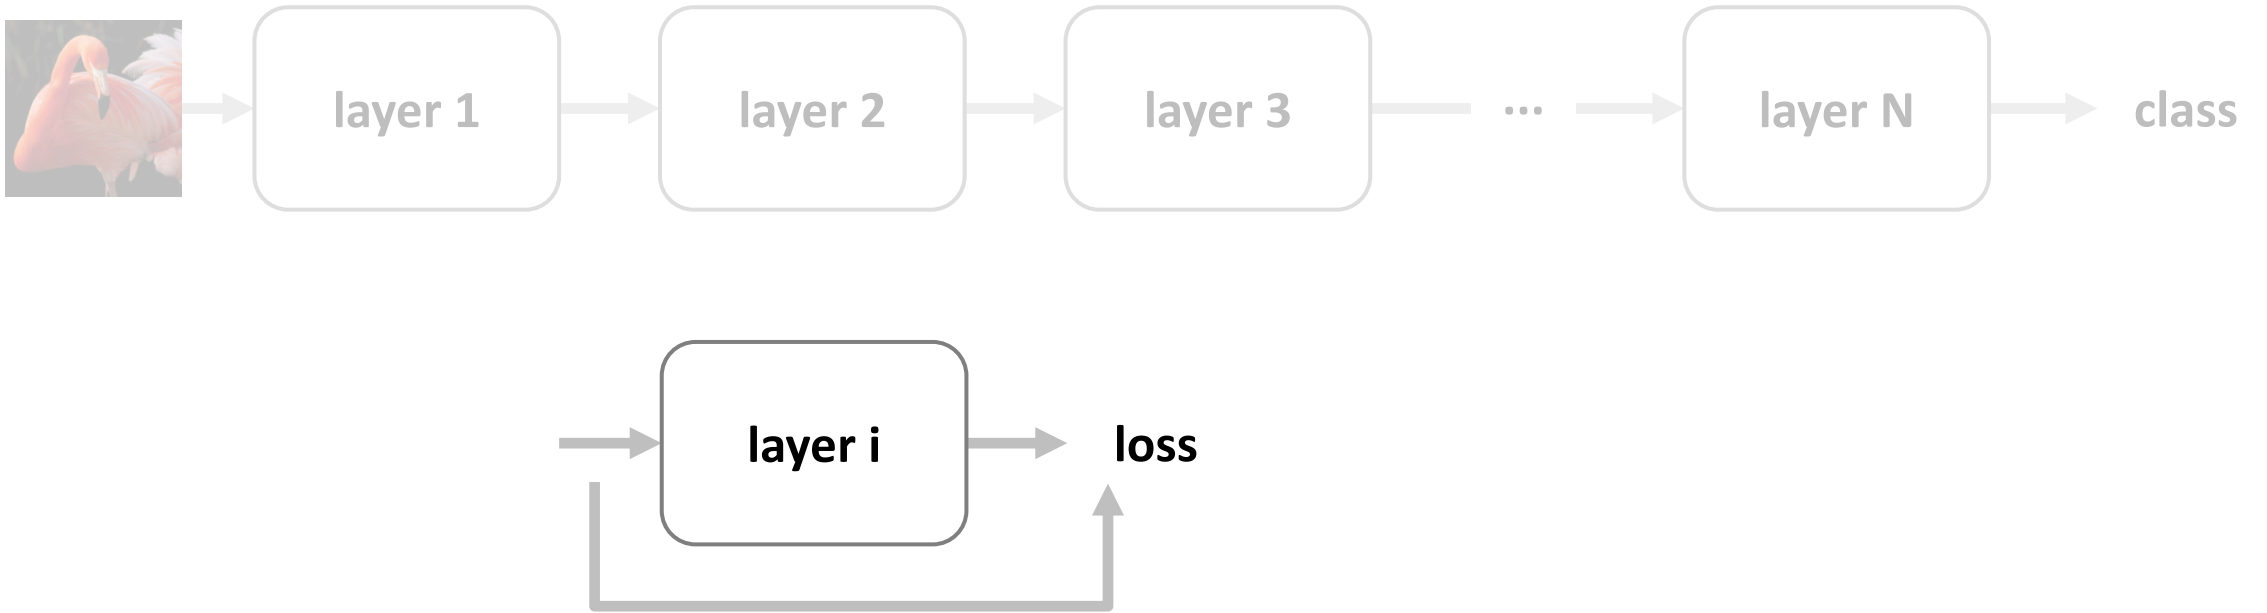 layer 1 layer 2 layer 3 ... layer N class
layer i loss